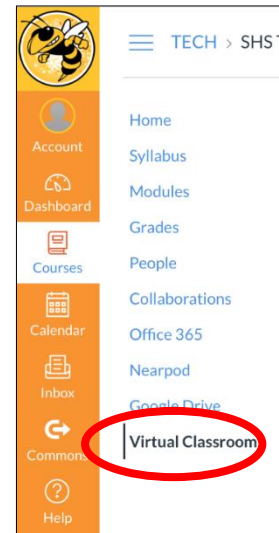 TECH > SHS
Account
Dashboard
Courses
Calendar
Inbox
Commons
Help
Home
Syllabus
Modules
Grades
People
Collaborations
Office 365
Nearpod
Google Drive
Virtual Classroom